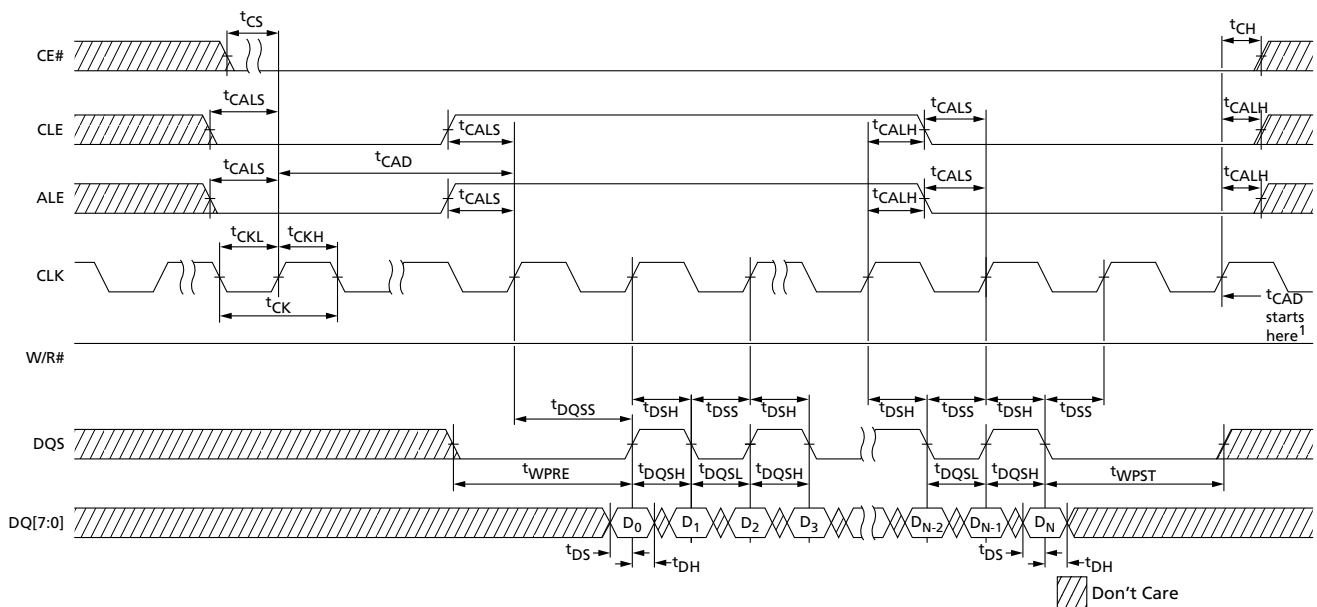 tCS
tCH
CE#
tCALS
tCALS
tCALH
CLE
tCALS
tCALH
tCAD
tCALS
tCALS
ALE
tCALS
tCALH
tCALH
tCKL
tCKH
CLK
tCK
tCAD
starts
here1
W/R#
tDQSS
tDSH
tDSS
tDSH
tDSH
tDSS
tDSH
tDSS
DQS
tWPRE
tDQSH
tDQSL
tDQSH
tDQSL
tDQSH
tWPST
DQ[7:0]
D0
D1
D2
D3
DN-2
DN-1
DN
tDS
tDH
tDS
tDH
Don't Care